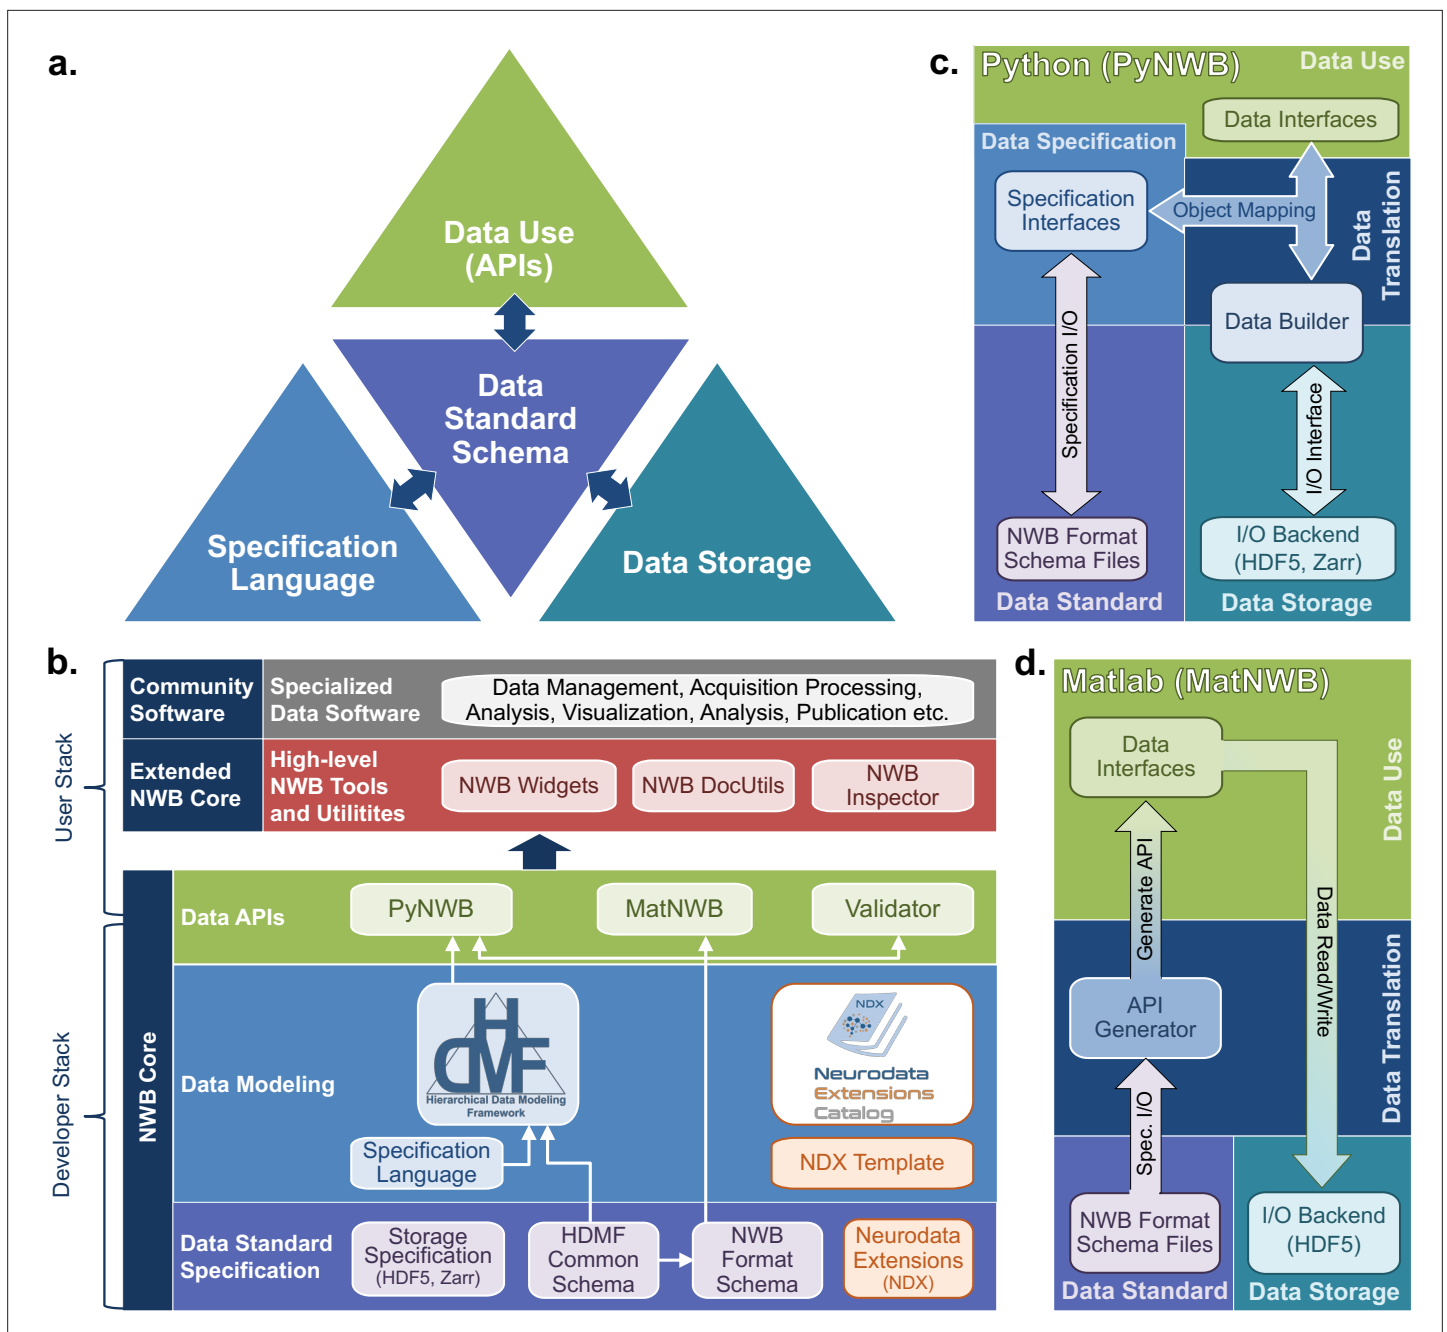 a.
Data Use
(APIs)
Data
Standard
Schema
Specification
Language
Data Storage
b.
User Stack
Developer Stack
Community
Software
Specialized
Data Software
Data Management, Acquisition Processing,
Analysis, Visualization, Analysis, Publication etc.
Extended
NWB Core
High-level
NWB Tools
and Utilitites
NWB Widgets
NWB DocUtils
NWB
Inspector
NWB Core
Data APIs
PyNWB
MatNWB
Validator
Data Modeling
HDMF
Hierarchical Data Modeling
Framework
NDX
Neurodata
Extensions
Catalog
Specification
Language
NDX Template
Data Standard
Specification
Storage
Specification
(HDF5, Zarr)
HDMF
Common
Schema
NWB
Format
Schema
Neurodata
Extensions
(NDX)
c.
Python (PyNWB)
Data Use
Data Interfaces
Data Specification
Specification
Interfaces
Object Mapping
Data
Translation
Data Builder
Specification I/O
I/O Interface
NWB Format
Schema Files
I/O Backend
(HDF5, Zarr)
Data Standard
Data Storage
d.
Matlab (MatNWB)
Data
Interfaces
Data Use
Generate API
Data Read/Write
API
Generator
Data Translation
Spec. I/O
NWB Format
Schema Files
I/O Backend
(HDF5)
Data Standard
Data Storage